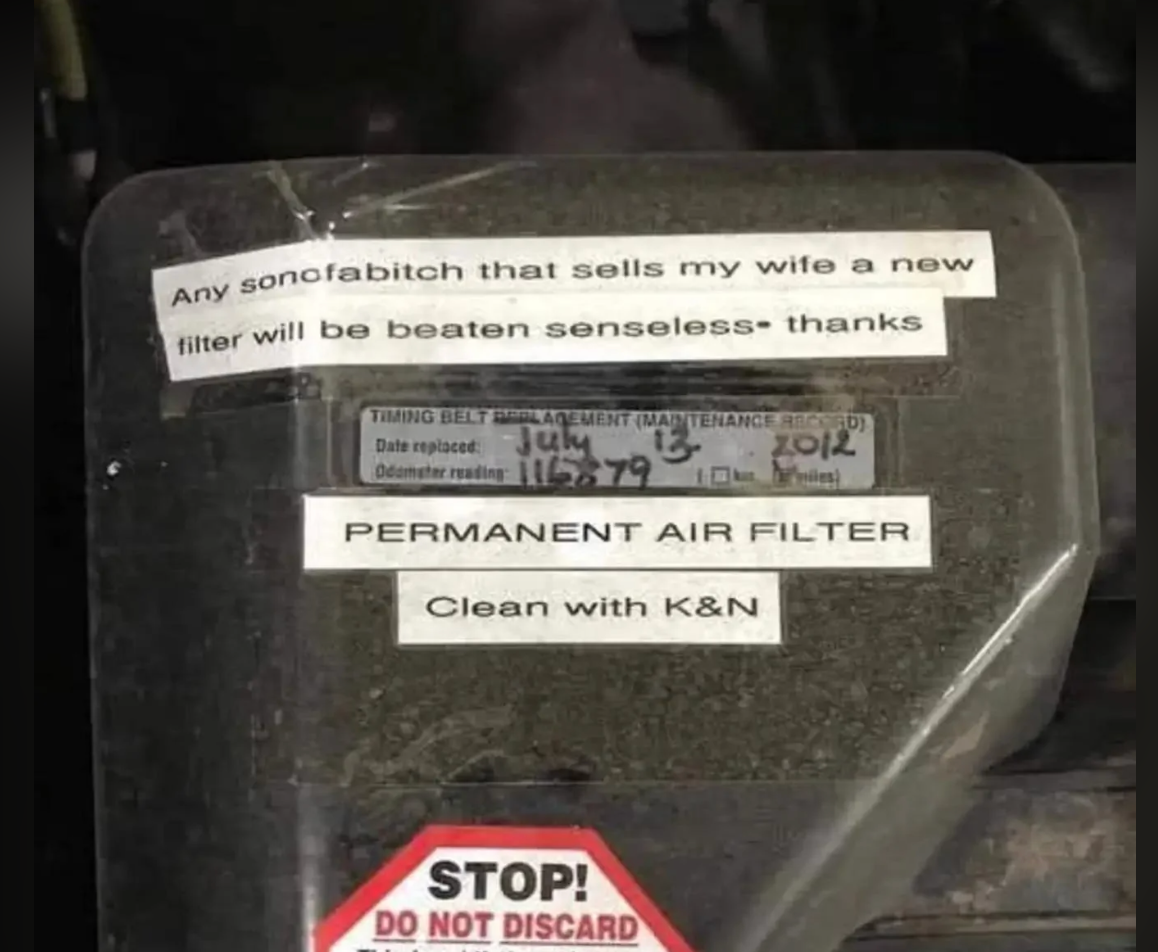 Any sonofabitch that sells my wife a new
filter will be beaten senseless- thanks
TIMING BELT REPLACEMENT (MAINTENANCE RECORD)
Date replaced: July 13 2012
Odometer reading: 116879 ( km miles)
PERMANENT AIR FILTER
Clean with K&N
STOP!
DO NOT DISCARD